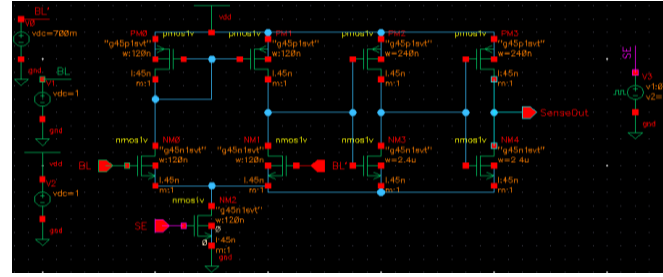 BL'
V0
vdc=700m
gnd
BL
V1
vdc=1
gnd
vdd
V2
vdc=1
gnd
vdd
PM0
pmos1v
"g45p1svt"
w:120n
l:45n
m:1
PM1
pmos1v
"g45p1svt"
w:120n
l:45n
m:1
PM2
pmos1v
"g45p1svt"
w=240n
l:45n
m:1
pmos1v
"g45p1svt"
w=240n
l:45n
m:1
SE
V0
v1:0
v2=
gnd
SenseOut
nmos1v
NM0
"g45n1svt"
w:120n
l:45n
m:1
BL
NM1
nmos1v
"g45n1svt"
w:120n
l:45n
m:1
BL'
nmos1v
NM3
"g45n1svt"
w=2.4u
l:45n
m:1
nmos1v
NM4
"g45n1svt"
w=2.4u
l:45n
m:1
nmos1v
NM2
"g45n1svt"
w:120n
l:45n
m:1
SE
gnd